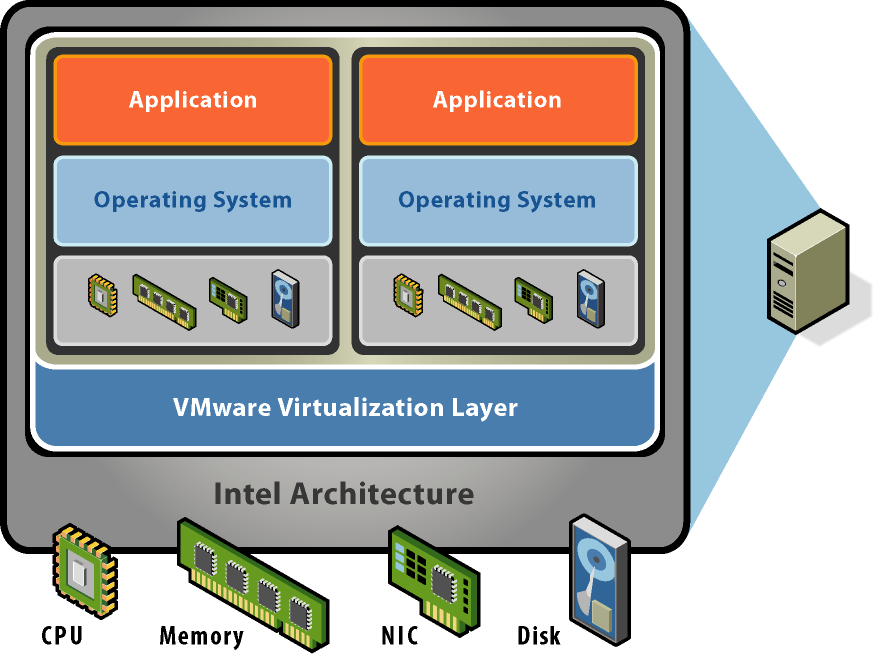 Application
Application
Operating System
Operating System
VMware Virtualization Layer
Intel Architecture
CPU
Memory
NIC
Disk